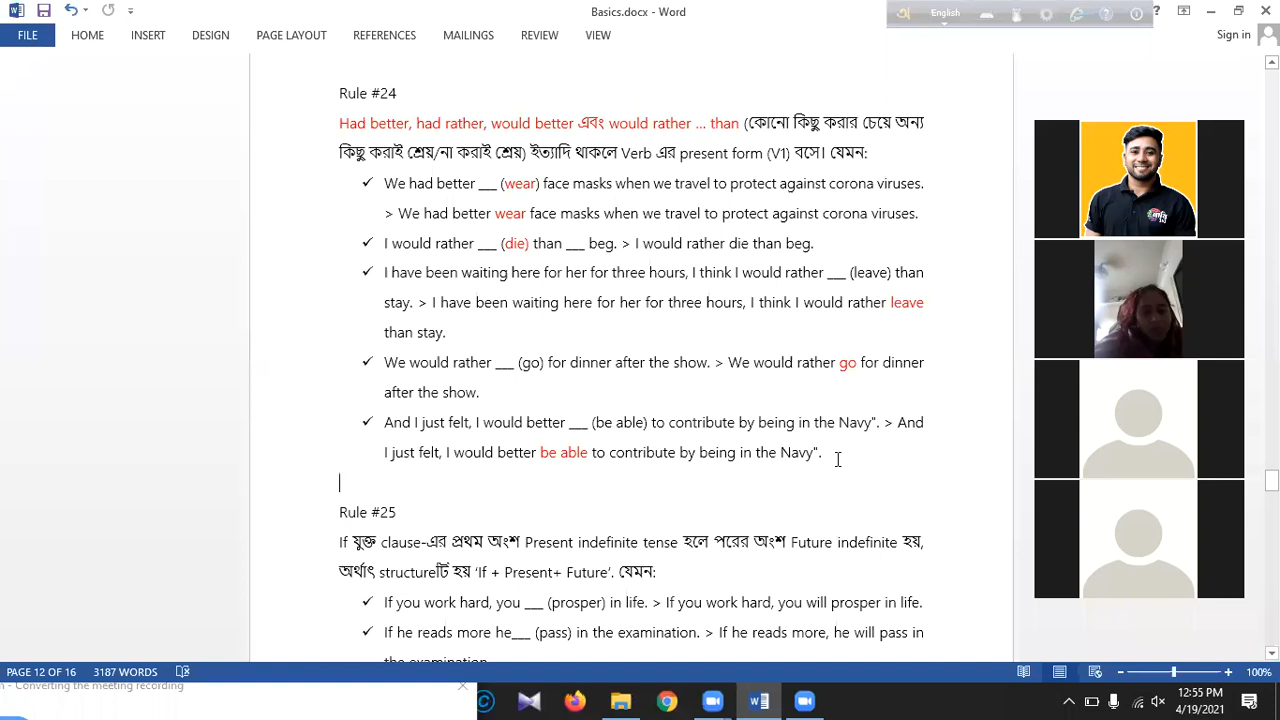 Basics.docx - Word
English
FILE HOME INSERT DESIGN PAGE LAYOUT REFERENCES MAILINGS REVIEW VIEW
Sign in
Rule #24
Had better, had rather, would better এবং would rather ... than (কোনো কিছু করার চেয়ে অন্য
কিছু করাই শ্রেয়/না করাই শ্রেয়) ইত্যাদি থাকলে Verb এর present form (V1) বসে। যেমন:
✓ We had better ___ (wear) face masks when we travel to protect against corona viruses.
> We had better wear face masks when we travel to protect against corona viruses.
✓ I would rather ___ (die) than ___ beg. > I would rather die than beg.
✓ I have been waiting here for her for three hours, I think I would rather ___ (leave) than
stay. > I have been waiting here for her for three hours, I think I would rather leave
than stay.
✓ We would rather ___ (go) for dinner after the show. > We would rather go for dinner
after the show.
✓ And I just felt, I would better ___ (be able) to contribute by being in the Navy". > And
I just felt, I would better be able to contribute by being in the Navy".
Rule #25
If যুক্ত clause-এর প্রথম অংশ Present indefinite tense হলে পরের অংশ Future indefinite হয়,
অর্থাৎ structureটি হয় 'If + Present+ Future'. যেমন:
✓ If you work hard, you ___ (prosper) in life. > If you work hard, you will prosper in life.
✓ If he reads more he___ (pass) in the examination. > If he reads more, he will pass in
the examination
PAGE 12 OF 16 3187 WORDS 100%
- Converting the meeting recording
12:55 PM
4/19/2021